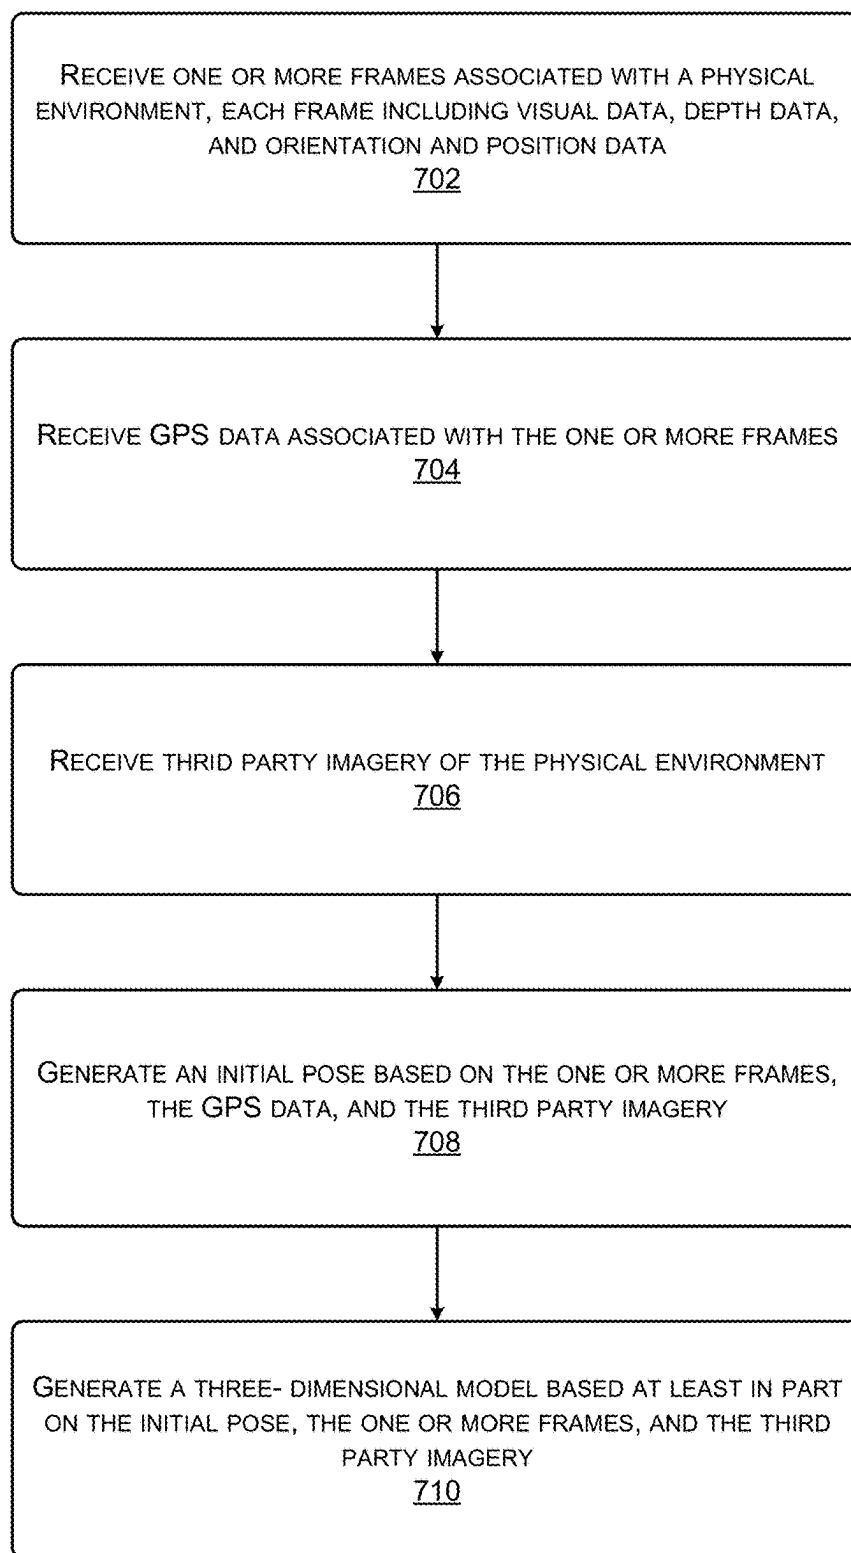 RECEIVE ONE OR MORE FRAMES ASSOCIATED WITH A PHYSICAL
ENVIRONMENT, EACH FRAME INCLUDING VISUAL DATA, DEPTH DATA,
AND ORIENTATION AND POSITION DATA
702
RECEIVE GPS DATA ASSOCIATED WITH THE ONE OR MORE FRAMES
704
RECEIVE THRID PARTY IMAGERY OF THE PHYSICAL ENVIRONMENT
706
GENERATE AN INITIAL POSE BASED ON THE ONE OR MORE FRAMES,
THE GPS DATA, AND THE THIRD PARTY IMAGERY
708
GENERATE A THREE- DIMENSIONAL MODEL BASED AT LEAST IN PART
ON THE INITIAL POSE, THE ONE OR MORE FRAMES, AND THE THIRD
PARTY IMAGERY
710